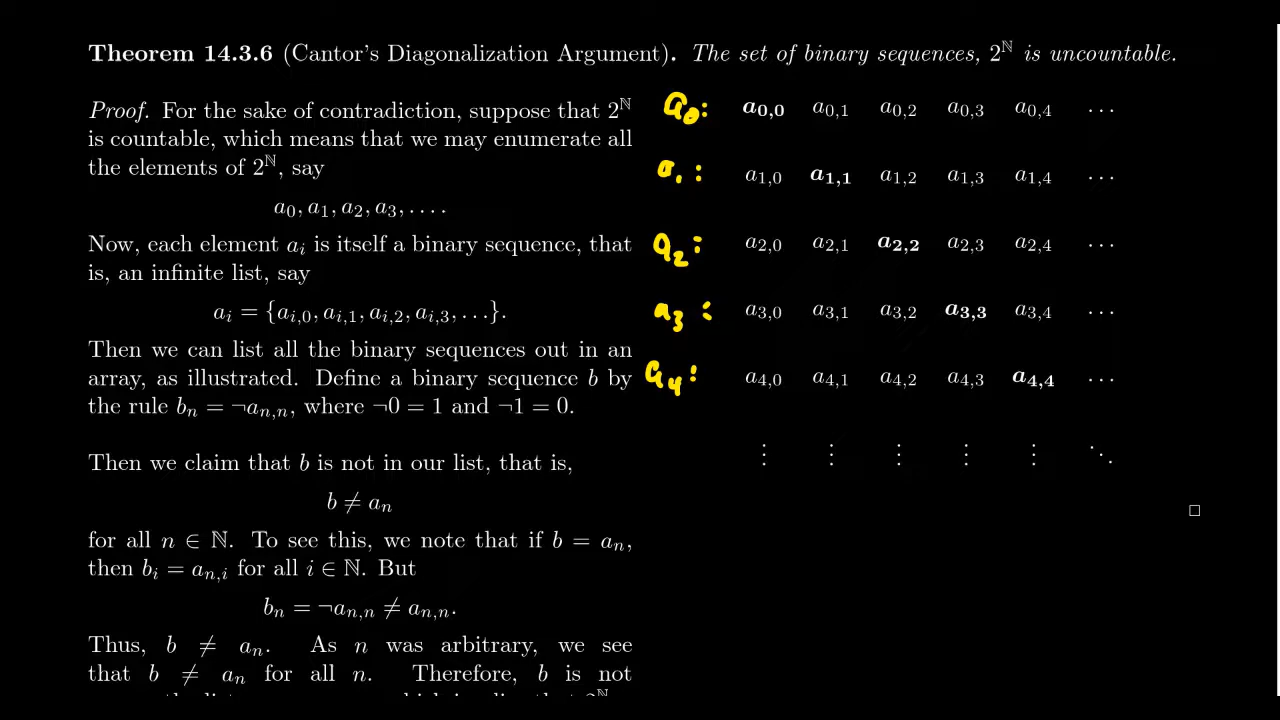 Theorem 14.3.6 (Cantor's Diagonalization Argument). The set of binary sequences, 2^ℕ is uncountable.
Proof. For the sake of contradiction, suppose that 2^ℕ
is countable, which means that we may enumerate all
the elements of 2^ℕ, say
a_0, a_1, a_2, a_3, ….
Now, each element a_i is itself a binary sequence, that
is, an infinite list, say
a_i = {a_{i,0}, a_{i,1}, a_{i,2}, a_{i,3}, …}.
Then we can list all the binary sequences out in an
array, as illustrated. Define a binary sequence b by
the rule b_n = ¬a_{n,n}, where ¬0 = 1 and ¬1 = 0.
Then we claim that b is not in our list, that is,
b ≠ a_n
for all n ∈ ℕ. To see this, we note that if b = a_n,
then b_i = a_{n,i} for all i ∈ ℕ. But
b_n = ¬a_{n,n} ≠ a_{n,n}.
Thus, b ≠ a_n. As n was arbitrary, we see
that b ≠ a_n for all n. Therefore, b is not
a_0: a_{0,0} a_{0,1} a_{0,2} a_{0,3} a_{0,4} ⋯
a_1: a_{1,0} a_{1,1} a_{1,2} a_{1,3} a_{1,4} ⋯
a_2: a_{2,0} a_{2,1} a_{2,2} a_{2,3} a_{2,4} ⋯
a_3: a_{3,0} a_{3,1} a_{3,2} a_{3,3} a_{3,4} ⋯
a_4: a_{4,0} a_{4,1} a_{4,2} a_{4,3} a_{4,4} ⋯
⋮ ⋮ ⋮ ⋮ ⋮ ⋱
□